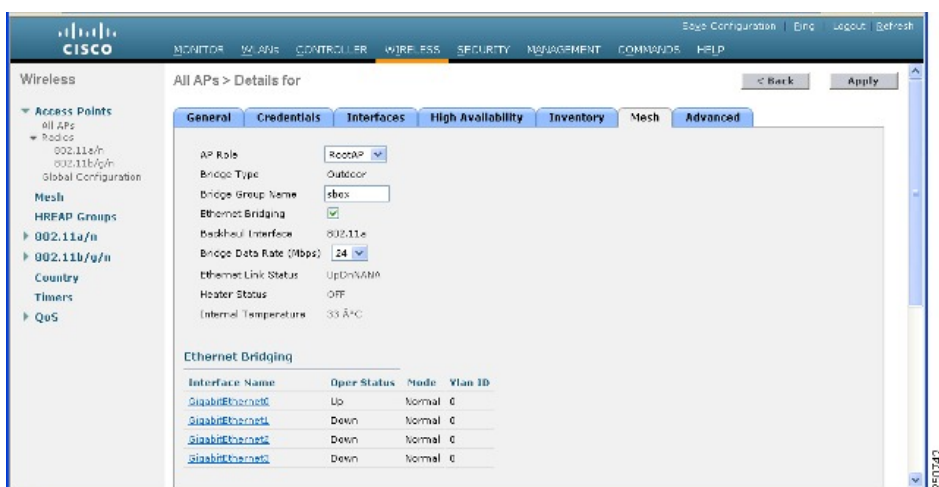 Save Configuration | Ping | Logout | Refresh
CISCO
MONITOR WLANs CONTROLLER WIRELESS SECURITY MANAGEMENT COMMANDS HELP
Wireless
All APs > Details for
< Back
Apply
Access Points
All APs
Radios
802.11a/n
802.11b/g/n
Global Configuration
Mesh
HREAP Groups
802.11a/n
802.11b/g/n
Country
Timers
QoS
General Credentials Interfaces High Availability Inventory Mesh Advanced
AP Role RootAP
Bridge Type Outdoor
Bridge Group Name sbox
Ethernet Bridging
Backhaul Interface 802.11a
Bridge Data Rate (Mbps) 24
Ethernet Link Status UpDnNANA
Heater Status OFF
Internal Temperature 33 Â°C
Ethernet Bridging
Interface Name Oper Status Mode Vlan ID
GigabitEthernet0 Up Normal 0
GigabitEthernet1 Down Normal 0
GigabitEthernet2 Down Normal 0
GigabitEthernet3 Down Normal 0
250742